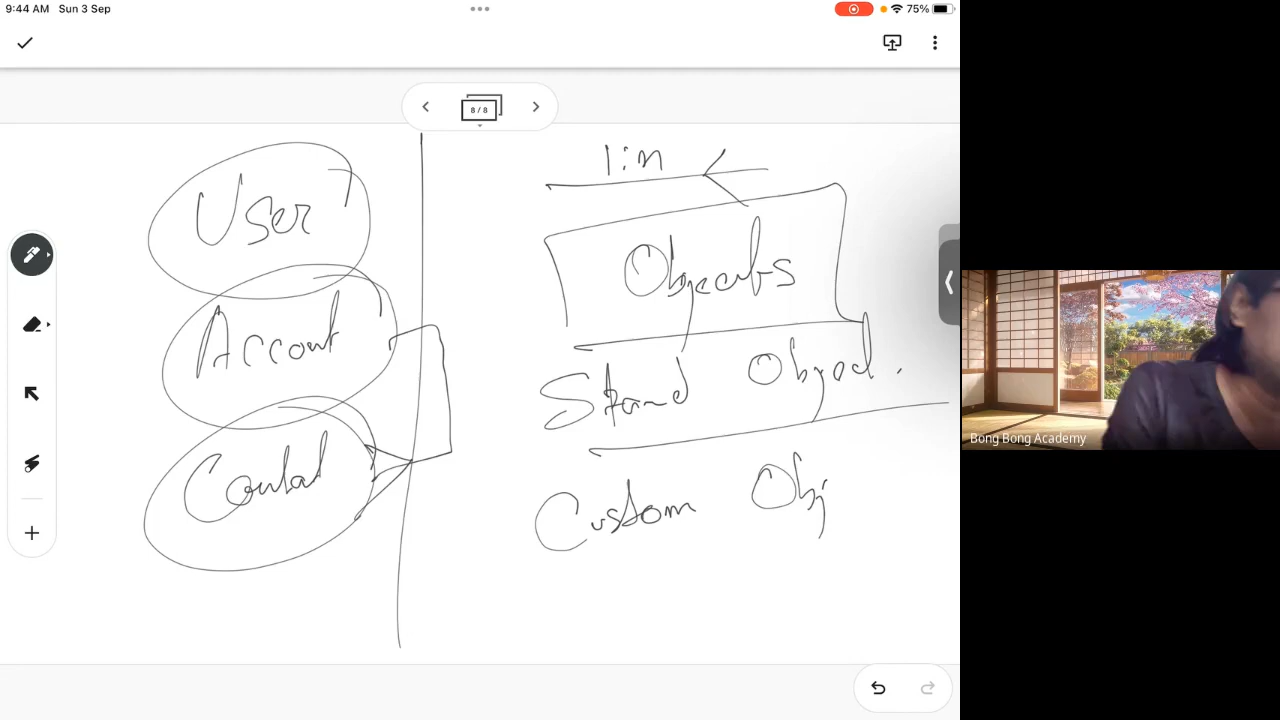 9:44 AM Sun 3 Sep
75%
8/8
User
Account
Contact
1:n
Objects
Stand Object.
Custom Obj
Bong Bong Academy